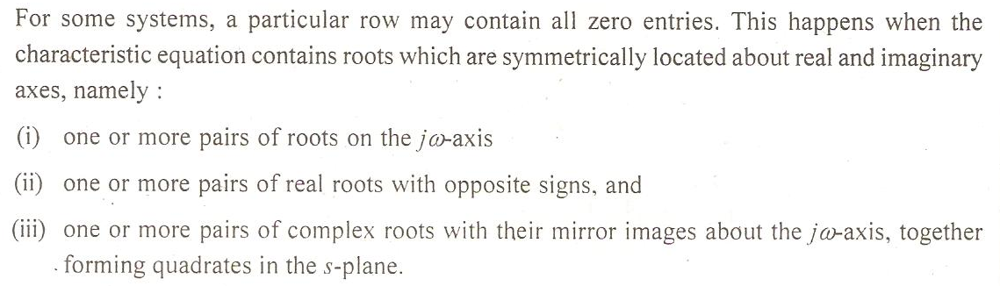 For some systems, a particular row may contain all zero entries. This happens when the
characteristic equation contains roots which are symmetrically located about real and imaginary
axes, namely :
(i) one or more pairs of roots on the jω-axis
(ii) one or more pairs of real roots with opposite signs, and
(iii) one or more pairs of complex roots with their mirror images about the jω-axis, together
forming quadrates in the s-plane.